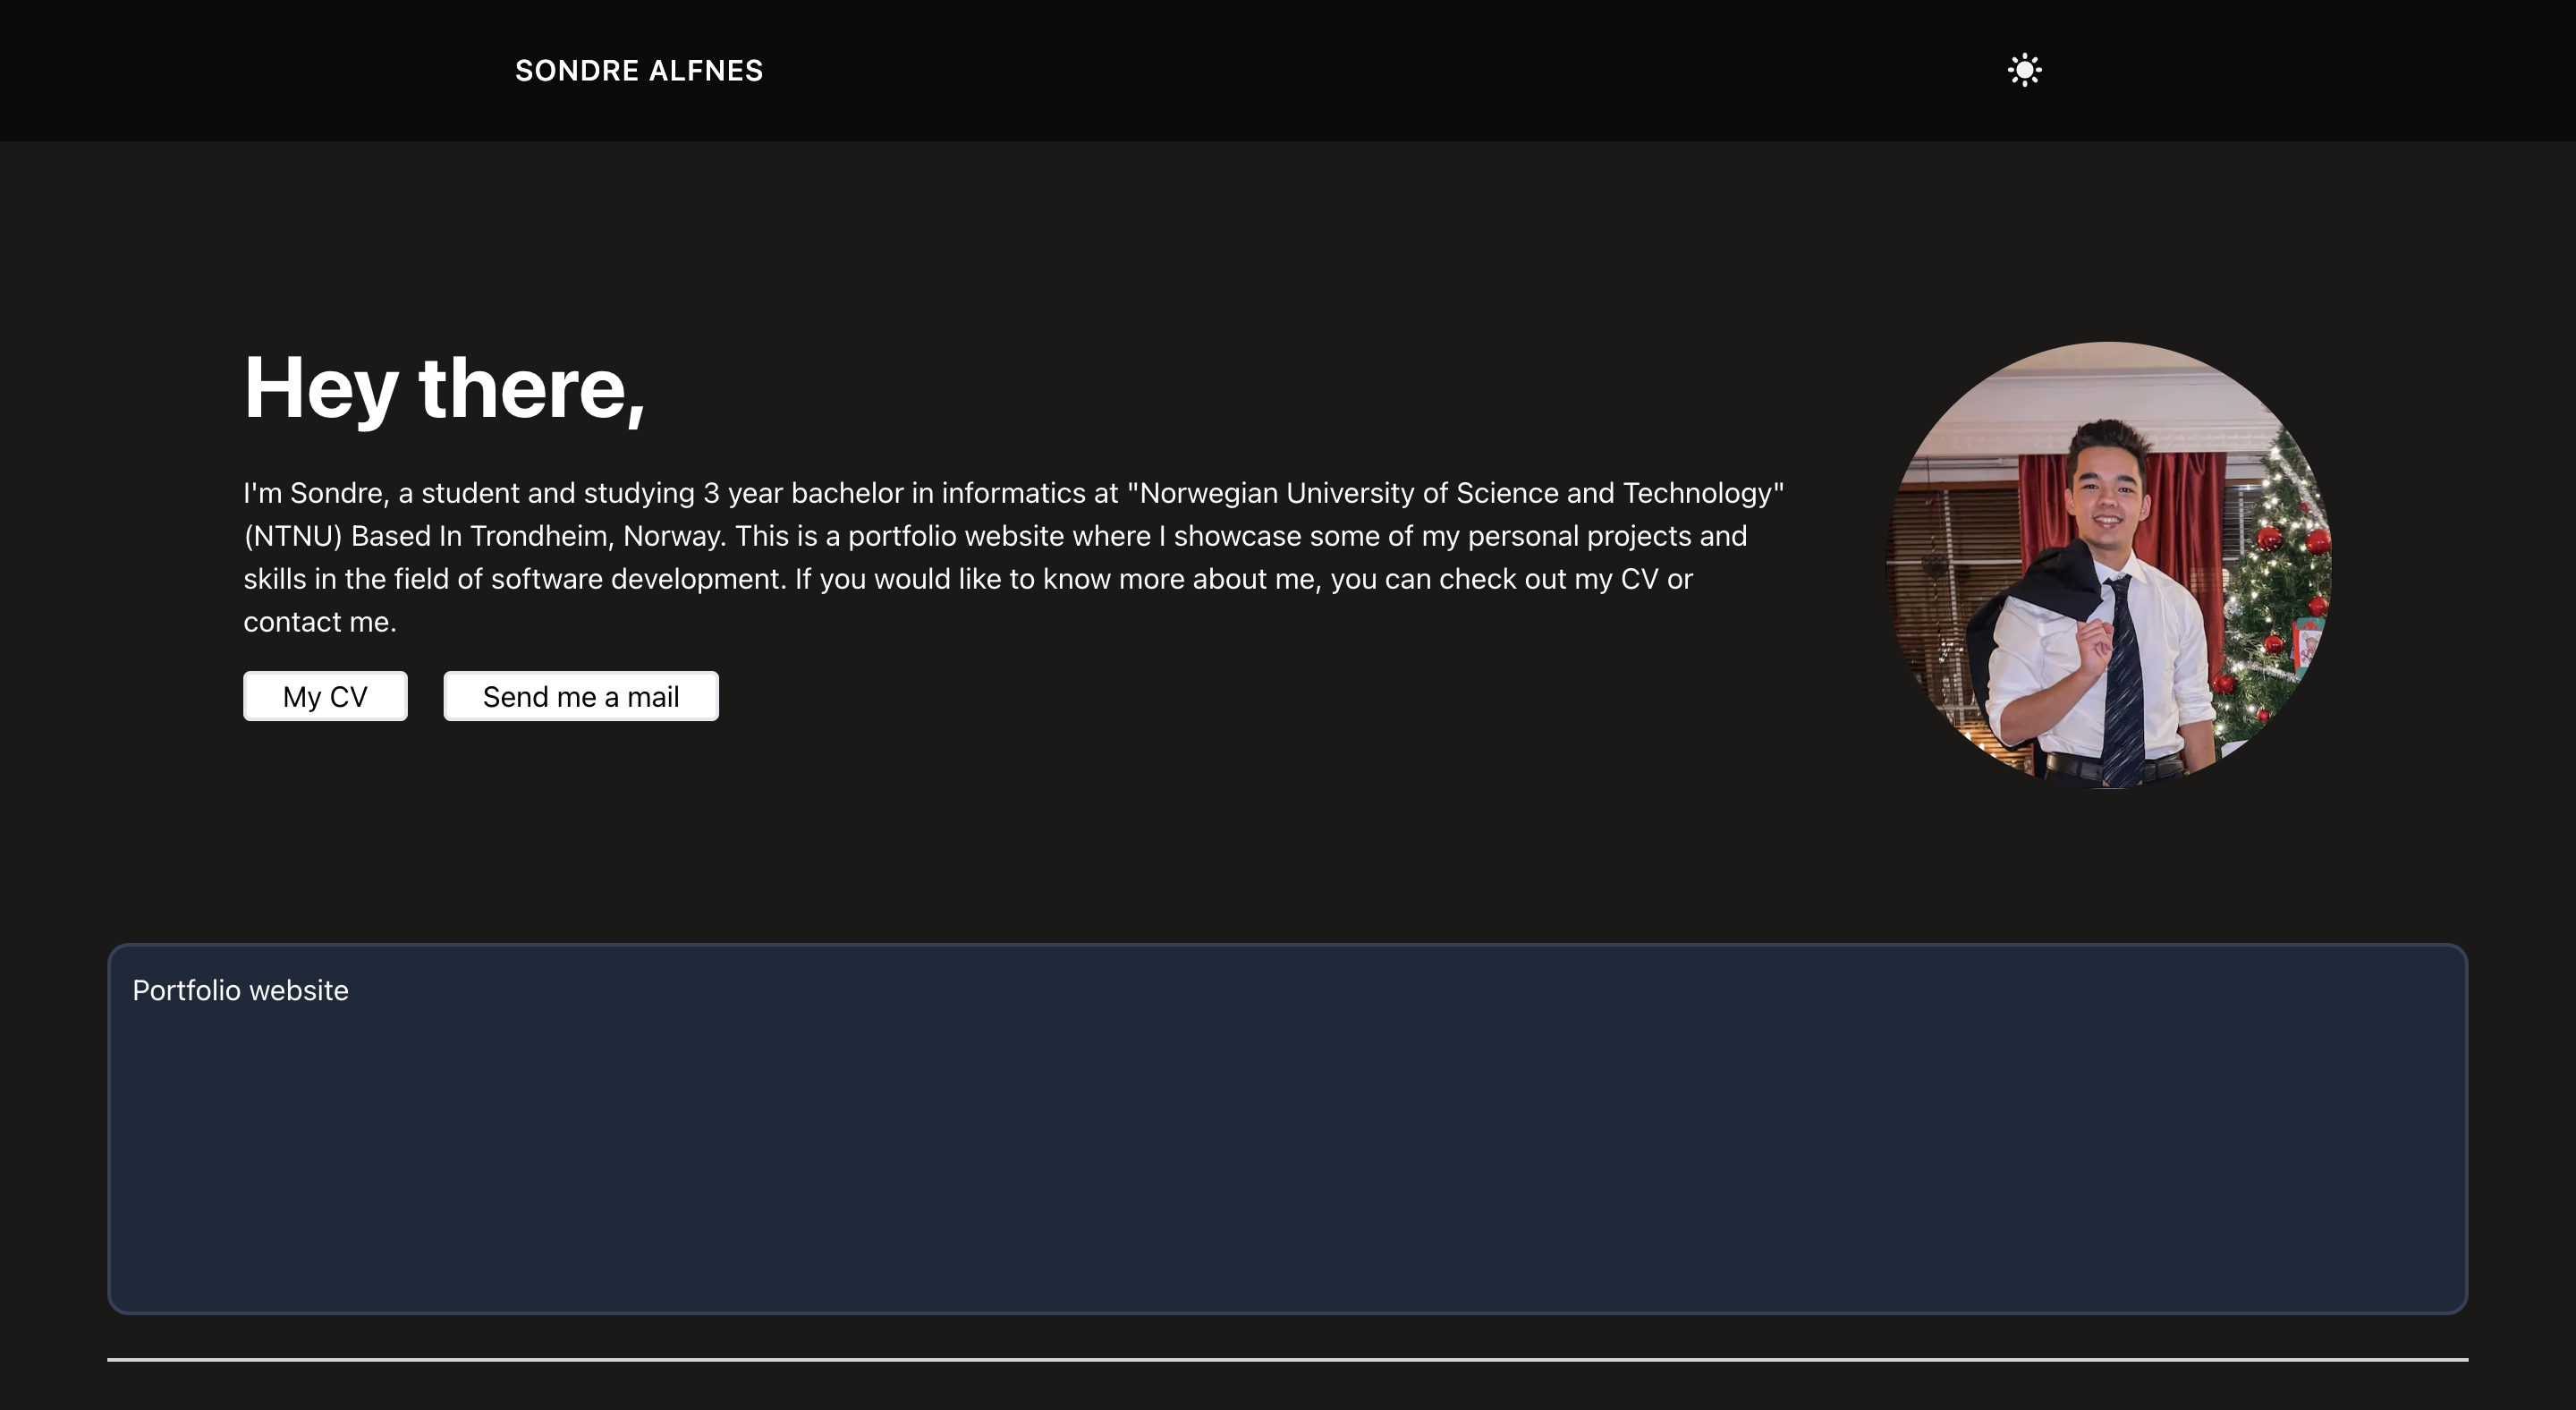 SONDRE ALFNES
Hey there,
I'm Sondre, a student and studying 3 year bachelor in informatics at "Norwegian University of Science and Technology"
(NTNU) Based In Trondheim, Norway. This is a portfolio website where I showcase some of my personal projects and
skills in the field of software development. If you would like to know more about me, you can check out my CV or
contact me.
My CV
Send me a mail
Portfolio website